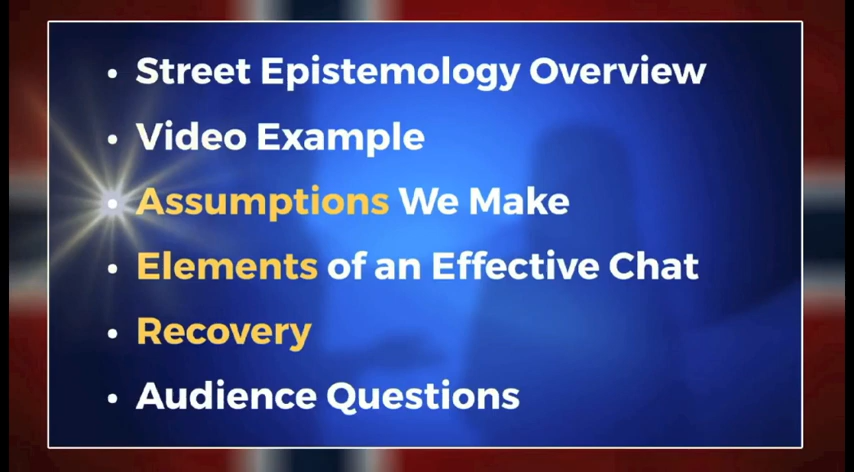 • Street Epistemology Overview
• Video Example
• Assumptions We Make
• Elements of an Effective Chat
• Recovery
• Audience Questions